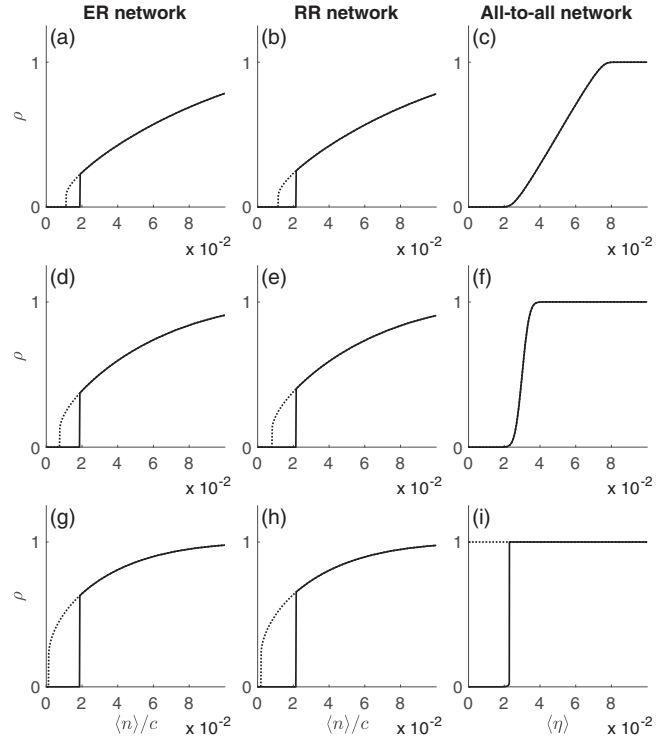 ER network RR network All-to-all network
(a) (b) (c)
1 1 1
ρ
0 0 0
0 2 4 6 8 0 2 4 6 8 0 2 4 6 8
x 10-2 x 10-2 x 10-2
(d) (e) (f)
1 1 1
ρ
0 0 0
0 2 4 6 8 0 2 4 6 8 0 2 4 6 8
x 10-2 x 10-2 x 10-2
(g) (h) (i)
1 1 1
ρ
0 0 0
0 2 4 6 8 0 2 4 6 8 0 2 4 6 8
⟨n⟩/c x 10-2 ⟨n⟩/c x 10-2 ⟨η⟩ x 10-2